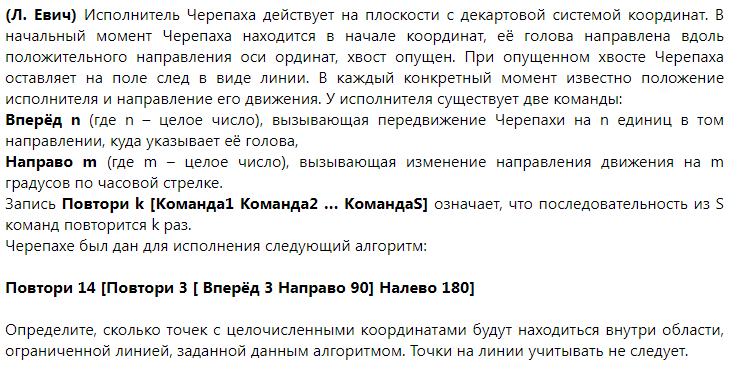 (Л. Евич) Исполнитель Черепаха действует на плоскости с декартовой системой координат. В
начальный момент Черепаха находится в начале координат, её голова направлена вдоль
положительного направления оси ординат, хвост опущен. При опущенном хвосте Черепаха
оставляет на поле след в виде линии. В каждый конкретный момент известно положение
исполнителя и направление его движения. У исполнителя существует две команды:
Вперёд n (где n – целое число), вызывающая передвижение Черепахи на n единиц в том
направлении, куда указывает её голова,
Направо m (где m – целое число), вызывающая изменение направления движения на m
градусов по часовой стрелке.
Запись Повтори k [Команда1 Команда2 … КомандаS] означает, что последовательность из S
команд повторится k раз.
Черепахе был дан для исполнения следующий алгоритм:
Повтори 14 [Повтори 3 [ Вперёд 3 Направо 90] Налево 180]
Определите, сколько точек с целочисленными координатами будут находиться внутри области,
ограниченной линией, заданной данным алгоритмом. Точки на линии учитывать не следует.